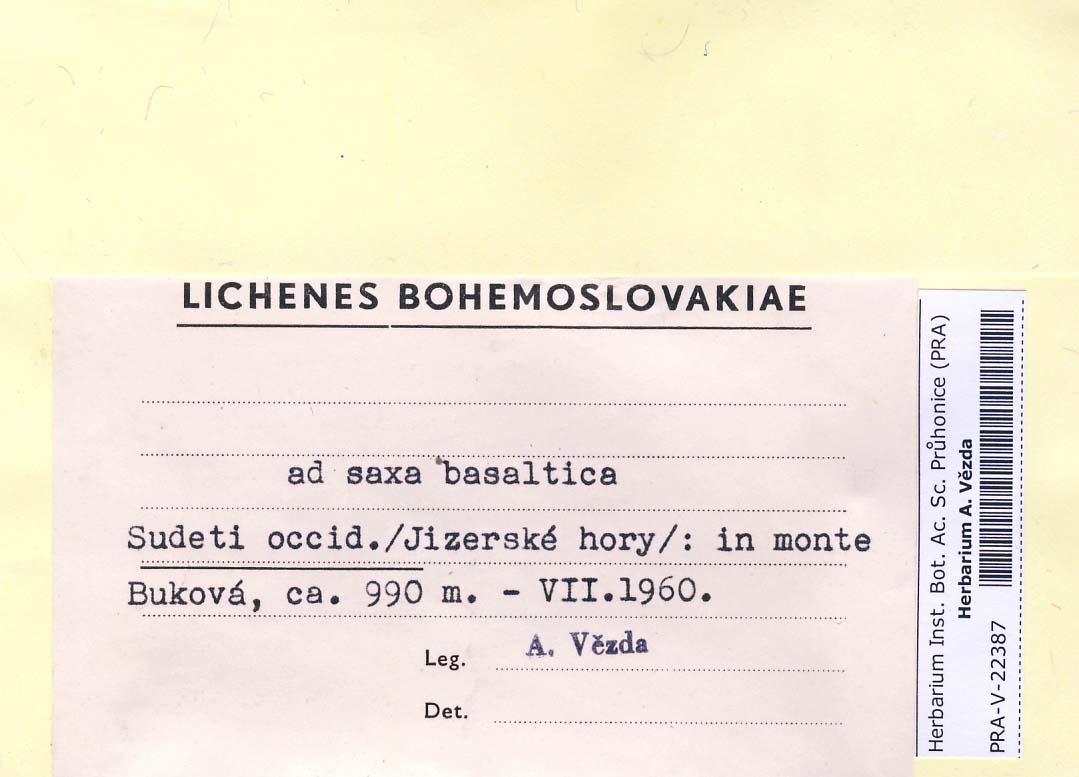 LICHENES BOHEMOSLOVAKIAE
ad saxa basaltica
Sudeti occid./Jizerské hory/: in monte
Buková, ca. 990 m. - VII.1960.
Leg. A. Vězda
Det.
Herbarium Inst. Bot. Ac. Sc. Průhonice (PRA)
Herbarium A. Vězda
PRA-V-22387